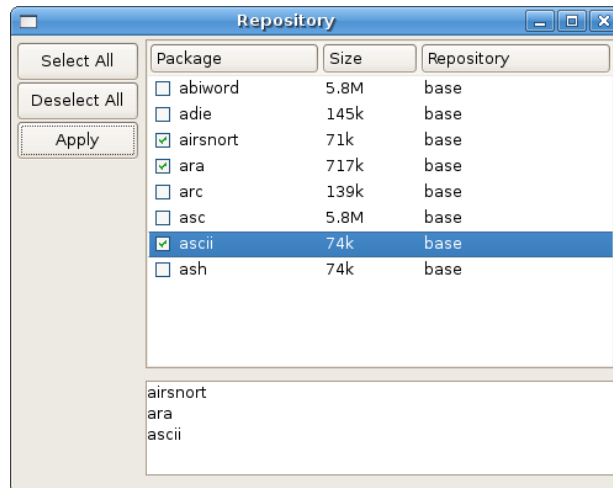 Repository
Select All
Deselect All
Apply
Package Size Repository
abiword 5.8M base
adie 145k base
airsnort 71k base
ara 717k base
arc 139k base
asc 5.8M base
ascii 74k base
ash 74k base
airsnort
ara
ascii